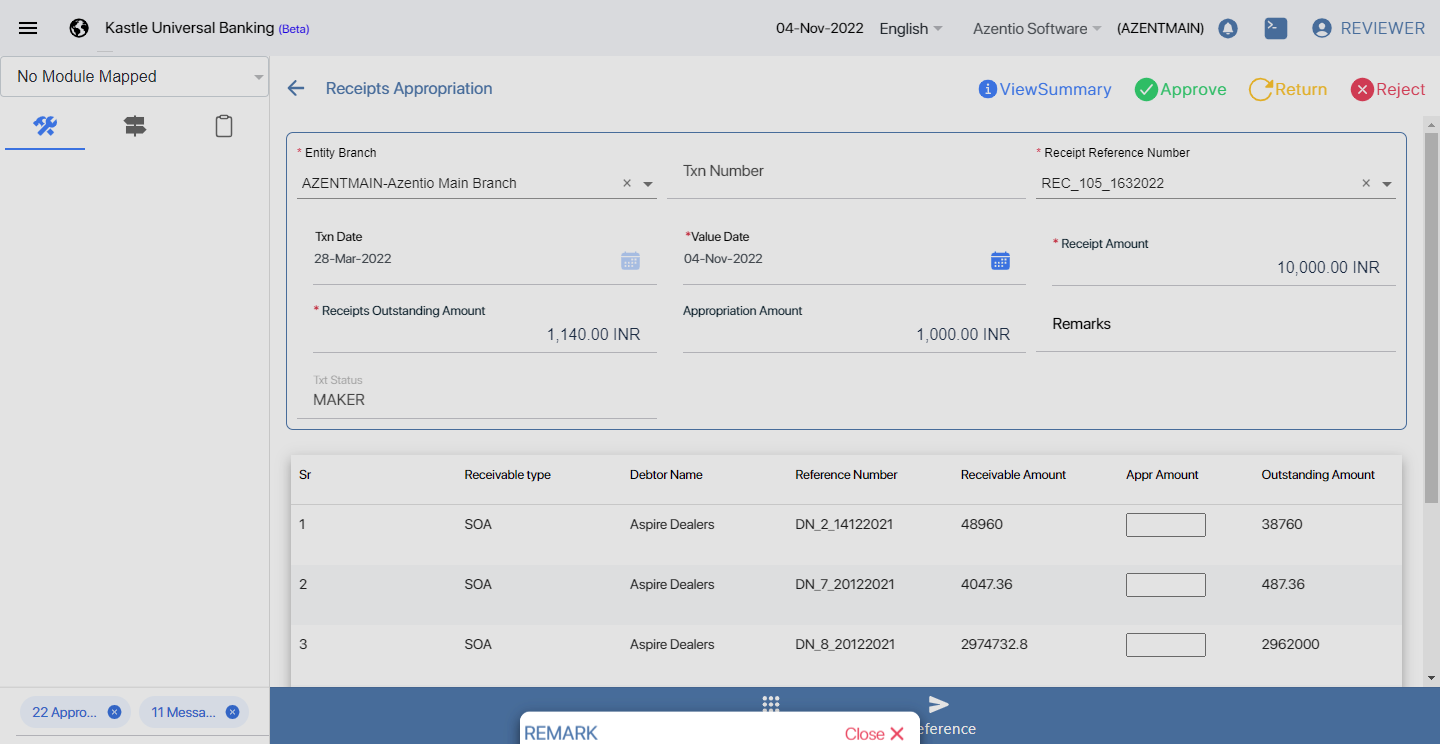 Kastle Universal Banking (Beta)
04-Nov-2022 English Azentio Software (AZENTMAIN) REVIEWER
No Module Mapped
Receipts Appropriation
ViewSummary Approve Return Reject
* Entity Branch
AZENTMAIN-Azentio Main Branch
Txn Number
* Receipt Reference Number
REC_105_1632022
Txn Date
28-Mar-2022
*Value Date
04-Nov-2022
* Receipt Amount
10,000.00 INR
* Receipts Outstanding Amount
1,140.00 INR
Appropriation Amount
1,000.00 INR
Remarks
Txt Status
MAKER
Sr Receivable type Debtor Name Reference Number Receivable Amount Appr Amount Outstanding Amount
1 SOA Aspire Dealers DN_2_14122021 48960 38760
2 SOA Aspire Dealers DN_7_20122021 4047.36 487.36
3 SOA Aspire Dealers DN_8_20122021 2974732.8 2962000
22 Appro... 11 Messa...
eference
REMARK Close